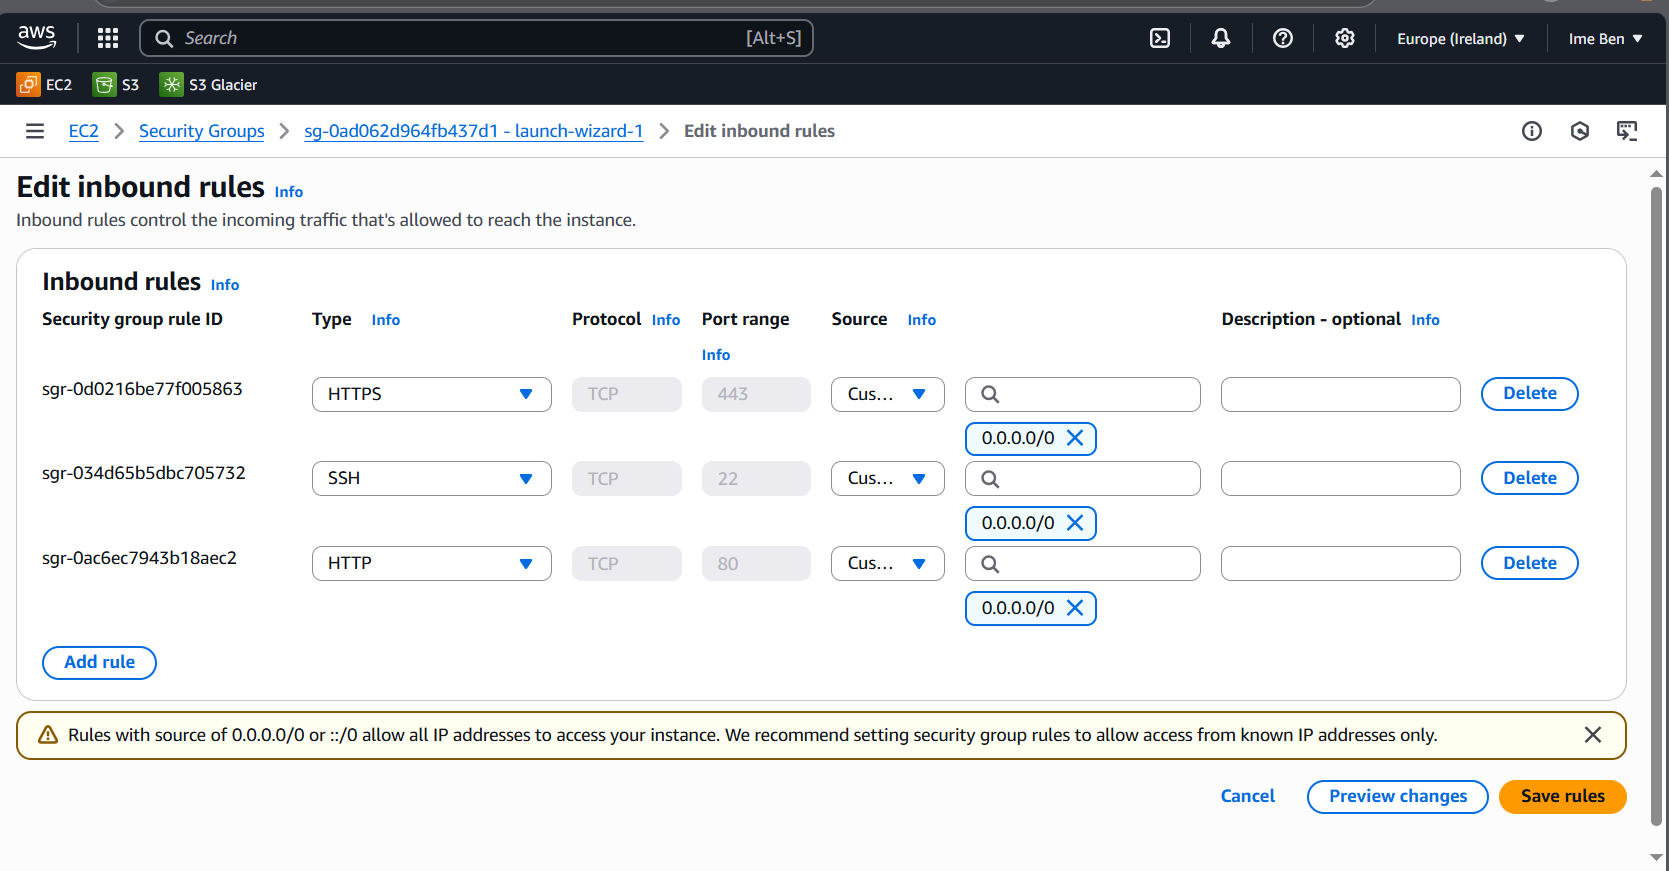 aws
Search [Alt+S] Europe (Ireland) Ime Ben
EC2 S3 S3 Glacier
EC2 Security Groups sg-0ad062d964fb437d1 - launch-wizard-1 Edit inbound rules
Edit inbound rules Info
Inbound rules control the incoming traffic that's allowed to reach the instance.
Inbound rules Info
Security group rule ID Type Info Protocol Info Port range Source Info Description - optional Info
Info
sgr-0d0216be77f005863 HTTPS TCP 443 Cus... Delete
0.0.0.0/0
sgr-034d65b5dbc705732 SSH TCP 22 Cus... Delete
0.0.0.0/0
sgr-0ac6ec7943b18aec2 HTTP TCP 80 Cus... Delete
0.0.0.0/0
Add rule
Rules with source of 0.0.0.0/0 or ::/0 allow all IP addresses to access your instance. We recommend setting security group rules to allow access from known IP addresses only.
Cancel Preview changes Save rules